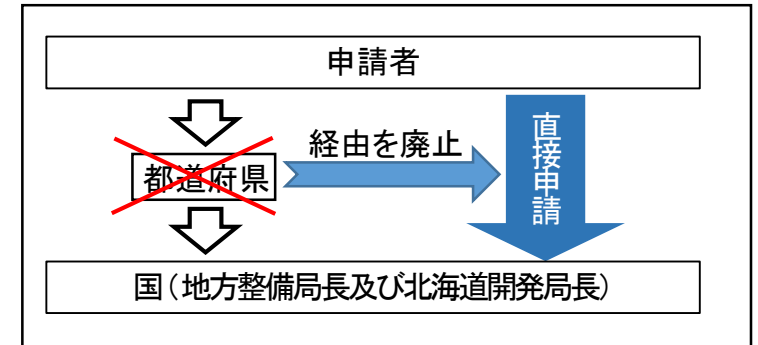 申請者
都道府県
経由を廃止
直接申請
国（地方整備局長及び北海道開発局長）